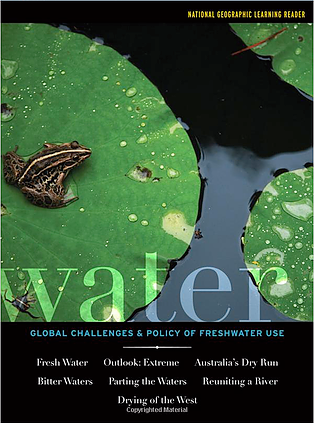 NATIONAL GEOGRAPHIC LEARNING READER
water
GLOBAL CHALLENGES & POLICY OF FRESHWATER USE
Fresh Water Outlook: Extreme Australia's Dry Run
Bitter Waters Parting the Waters Reuniting a River
Drying of the West
Copyrighted Material